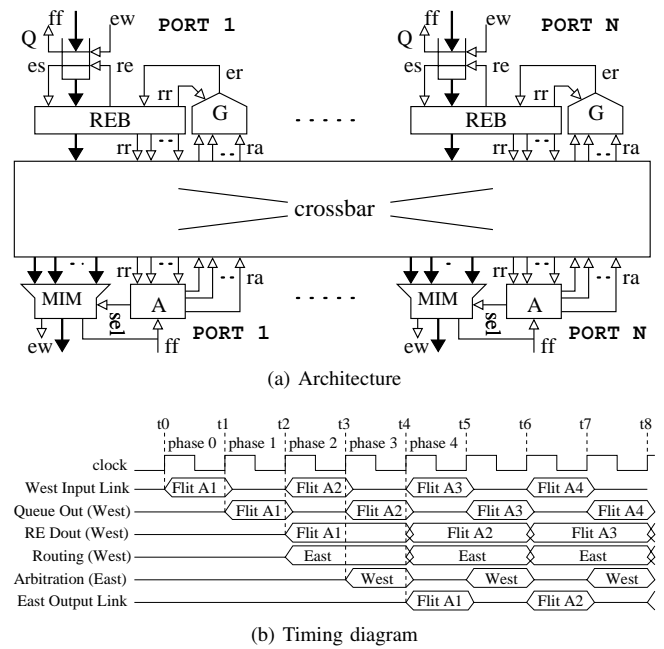 ff ew PORT 1 ff ew PORT N
Q Q
es re er es re er
rr rr
REB G REB G
rr ra rr ra
crossbar
rr ra rr ra
MIM A MIM A
sel sel
ew ff PORT 1 ew ff PORT N
(a) Architecture
t0 t1 t2 t3 t4 t5 t6 t7 t8
phase 0 phase 1 phase 2 phase 3 phase 4
clock
West Input Link Flit A1 Flit A2 Flit A3 Flit A4
Queue Out (West) Flit A1 Flit A2 Flit A3 Flit A4
RE Dout (West) Flit A1 Flit A2 Flit A3
Routing (West) East East East
Arbitration (East) West West West
East Output Link Flit A1 Flit A2
(b) Timing diagram